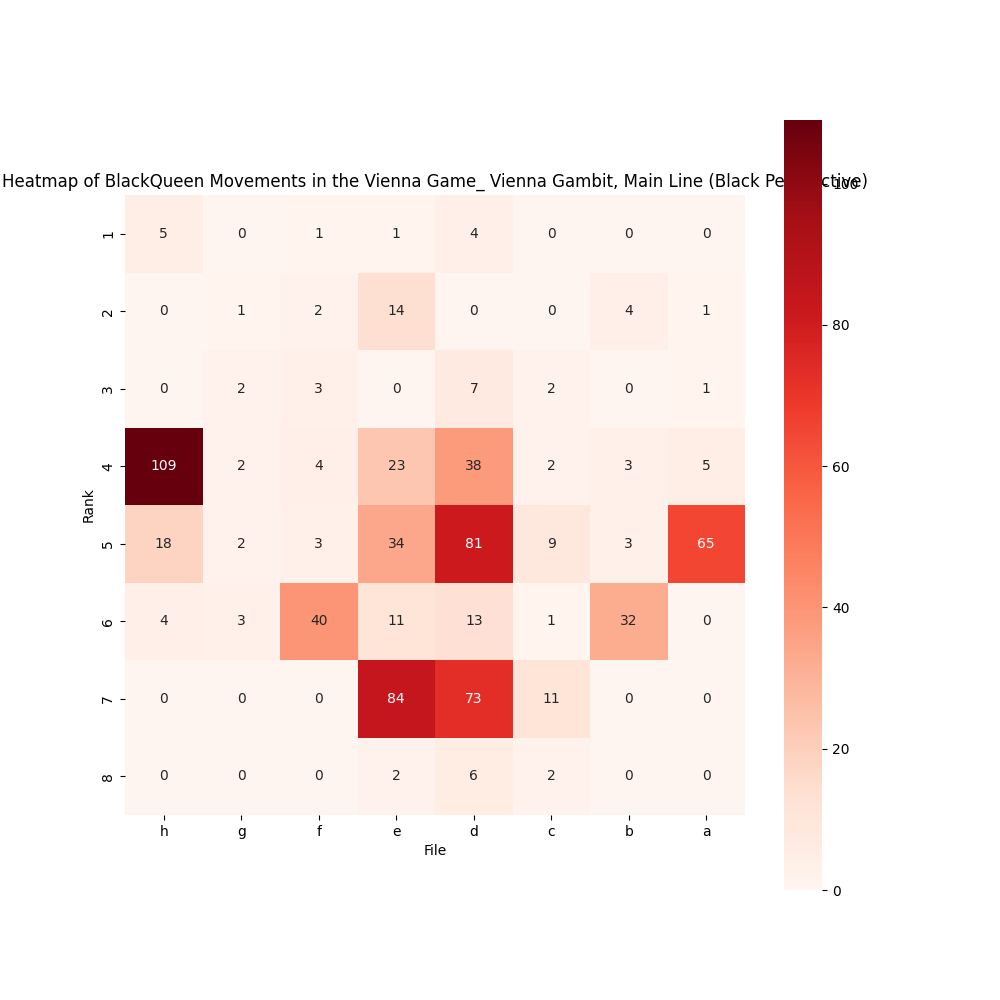 Heatmap of BlackQueen Movements in the Vienna Game_ Vienna Gambit, Main Line (Black Perspective)
1 5 0 1 1 4 0 0 0
2 0 1 2 14 0 0 4 1
3 0 2 3 0 7 2 0 1
4 109 2 4 23 38 2 3 5
Rank
5 18 2 3 34 81 9 3 65
6 4 3 40 11 13 1 32 0
7 0 0 0 84 73 11 0 0
8 0 0 0 2 6 2 0 0
h g f e d c b a
File
100
80
60
40
20
0